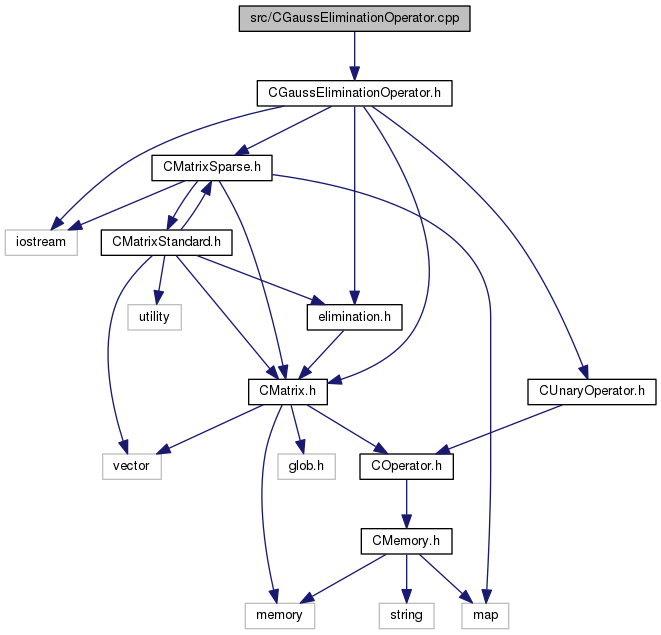 src/CGaussEliminationOperator.cpp
CGaussEliminationOperator.h
CMatrixSparse.h
iostream
CMatrixStandard.h
utility
elimination.h
CMatrix.h
CUnaryOperator.h
vector
glob.h
COperator.h
CMemory.h
memory
string
map